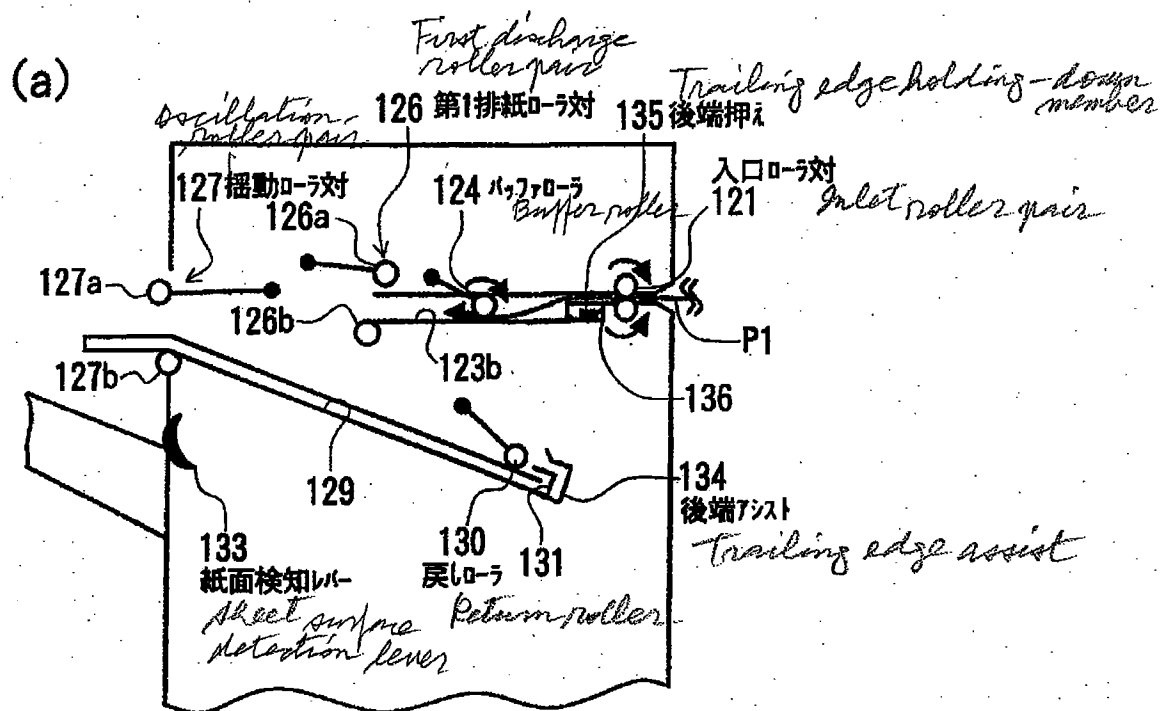 (a)
First discharge
roller pair
Oscillation
roller pair
126 第1排紙ローラ対
Trailing edge holding-down
member
135 後端押え
127 揺動ローラ対
126a
124 バッファローラ
Buffer roller
入口ローラ対
121
Inlet roller pair
127a
126b
123b
P1
136
127b
129
134
後端アシスト
Trailing edge assist
133
紙面検知レバー
sheet surface
detection lever
130
戻しローラ
Return roller
131